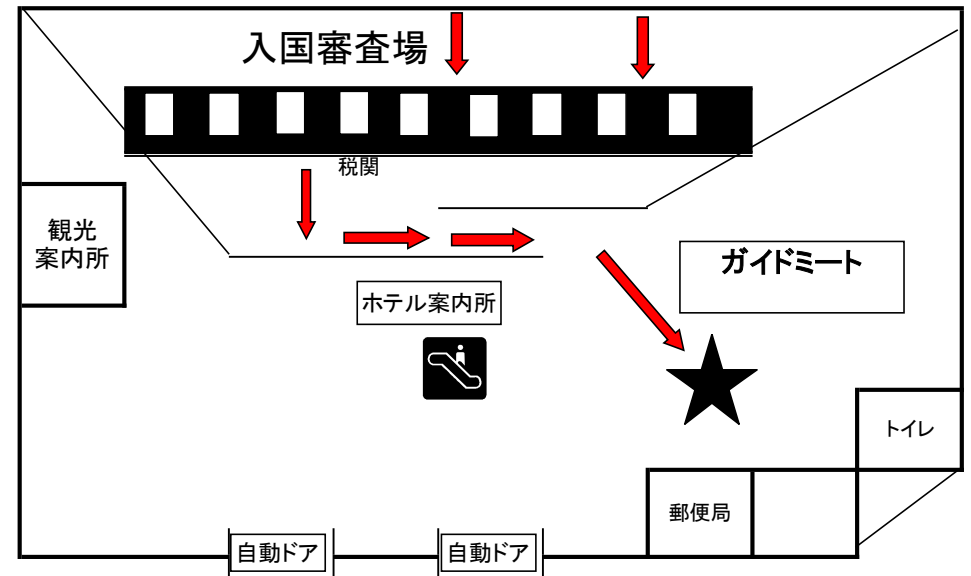 入国審査場
税関
観光
案内所
ガイドミート
ホテル案内所
トイレ
郵便局
自動ドア
自動ドア